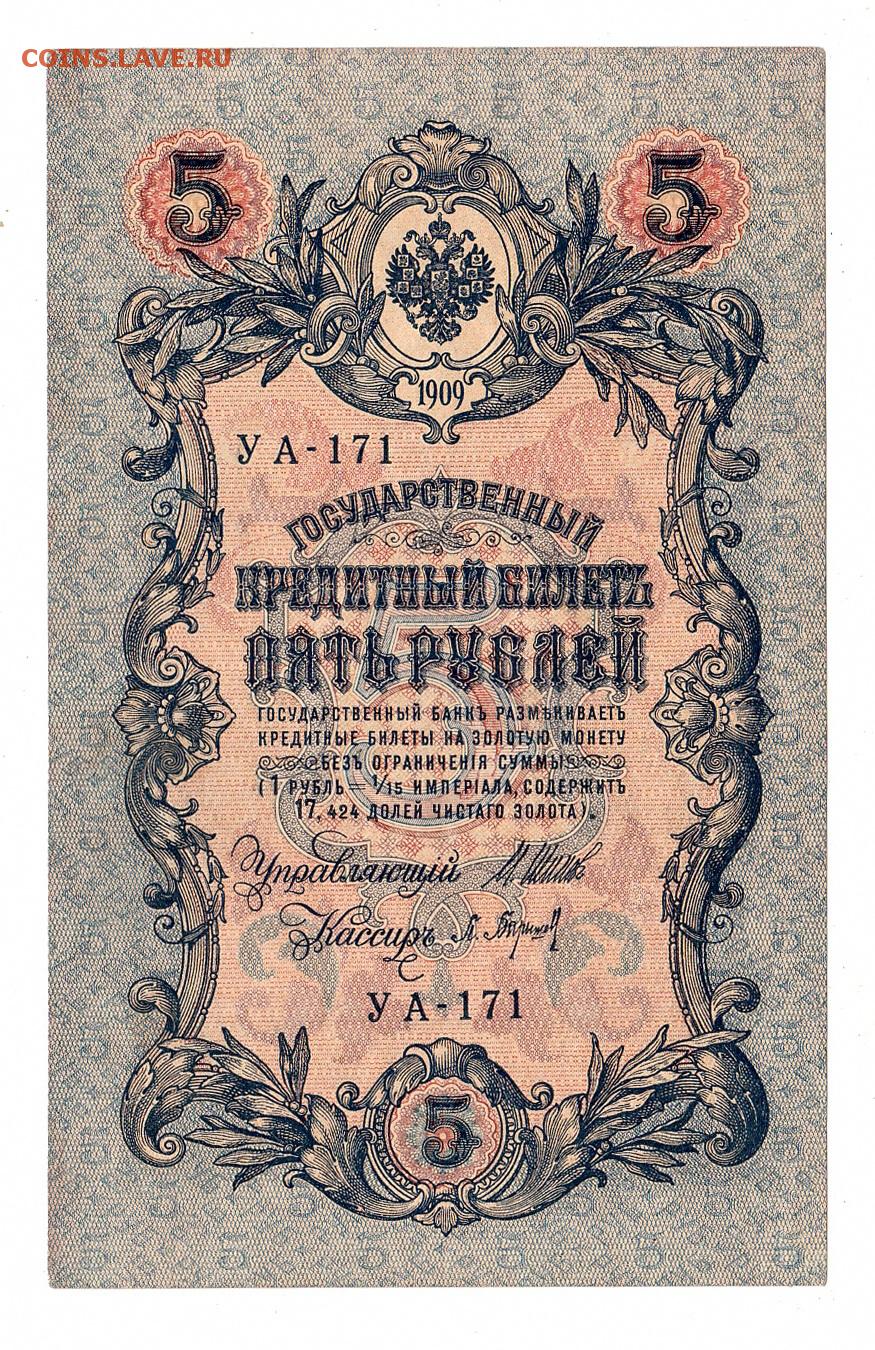 COINS.LAVE.RU
5 5
1909
УА-171
ГОСУДАРСТВЕННЫЙ
КРЕДИТНЫЙ БИЛЕТЪ
ПЯТЬ РУБЛЕЙ
ГОСУДАРСТВЕННЫЙ БАНКЪ РАЗМѢНИВАЕТЪ
КРЕДИТНЫЕ БИЛЕТЫ НА ЗОЛОТУЮ МОНЕТУ
БЕЗЪ ОГРАНИЧЕНІЯ СУММЫ
(1 РУБЛЬ = 1/15 ИМПЕРІАЛА, СОДЕРЖИТЪ
17,424 ДОЛЕЙ ЧИСТАГО ЗОЛОТА).
Управляющій
Кассиръ
УА-171
5